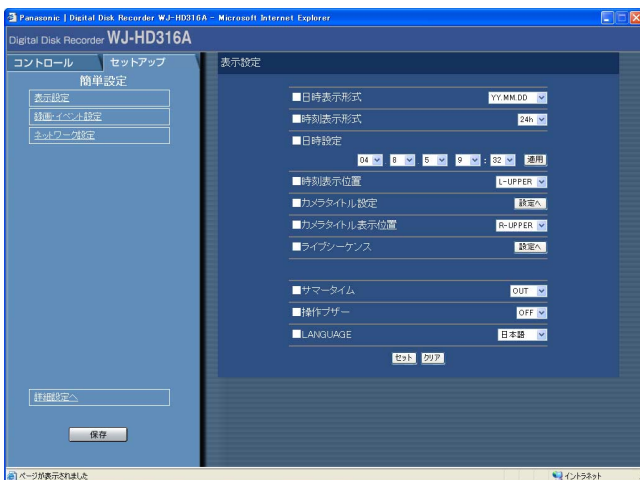 Panasonic | Digital Disk Recorder WJ-HD316A - Microsoft Internet Explorer
Digital Disk Recorder WJ-HD316A
コントロール セットアップ
簡単設定
表示設定
録画・イベント設定
ネットワーク設定
詳細設定へ
保存
表示設定
■日時表示形式 YY.MM.DD
■時刻表示形式 24h
■日時設定
04 8 5 9 : 32 適用
■時刻表示位置 L-UPPER
■カメラタイトル設定 設定へ
■カメラタイトル表示位置 R-UPPER
■ライブシーケンス 設定へ
■サマータイム OUT
■操作ブザー OFF
■LANGUAGE 日本語
セット クリア
ページが表示されました イントラネット